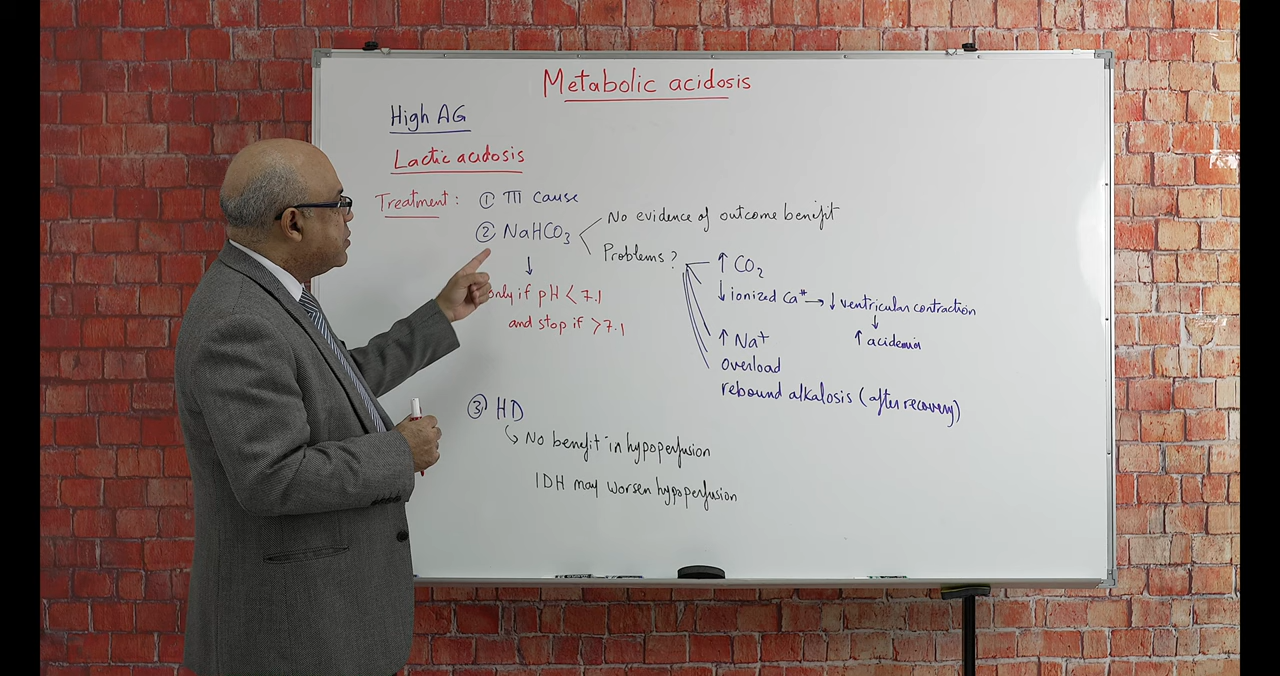 Metabolic acidosis
High AG
Lactic acidosis
Treatment: ① TTT Cause
② NaHCO₃
No evidence of outcome benefit
Problems?
↓
only if pH < 7.1
and stop if > 7.1
↑ CO₂
↓ ionized Ca⁺⁺ → ↓ ventricular contraction
↓
↑ acidemia
↑ Na⁺
overload
rebound alkalosis (after recovery)
③ HD
No benefit in hypoperfusion
IDH may worsen hypoperfusion